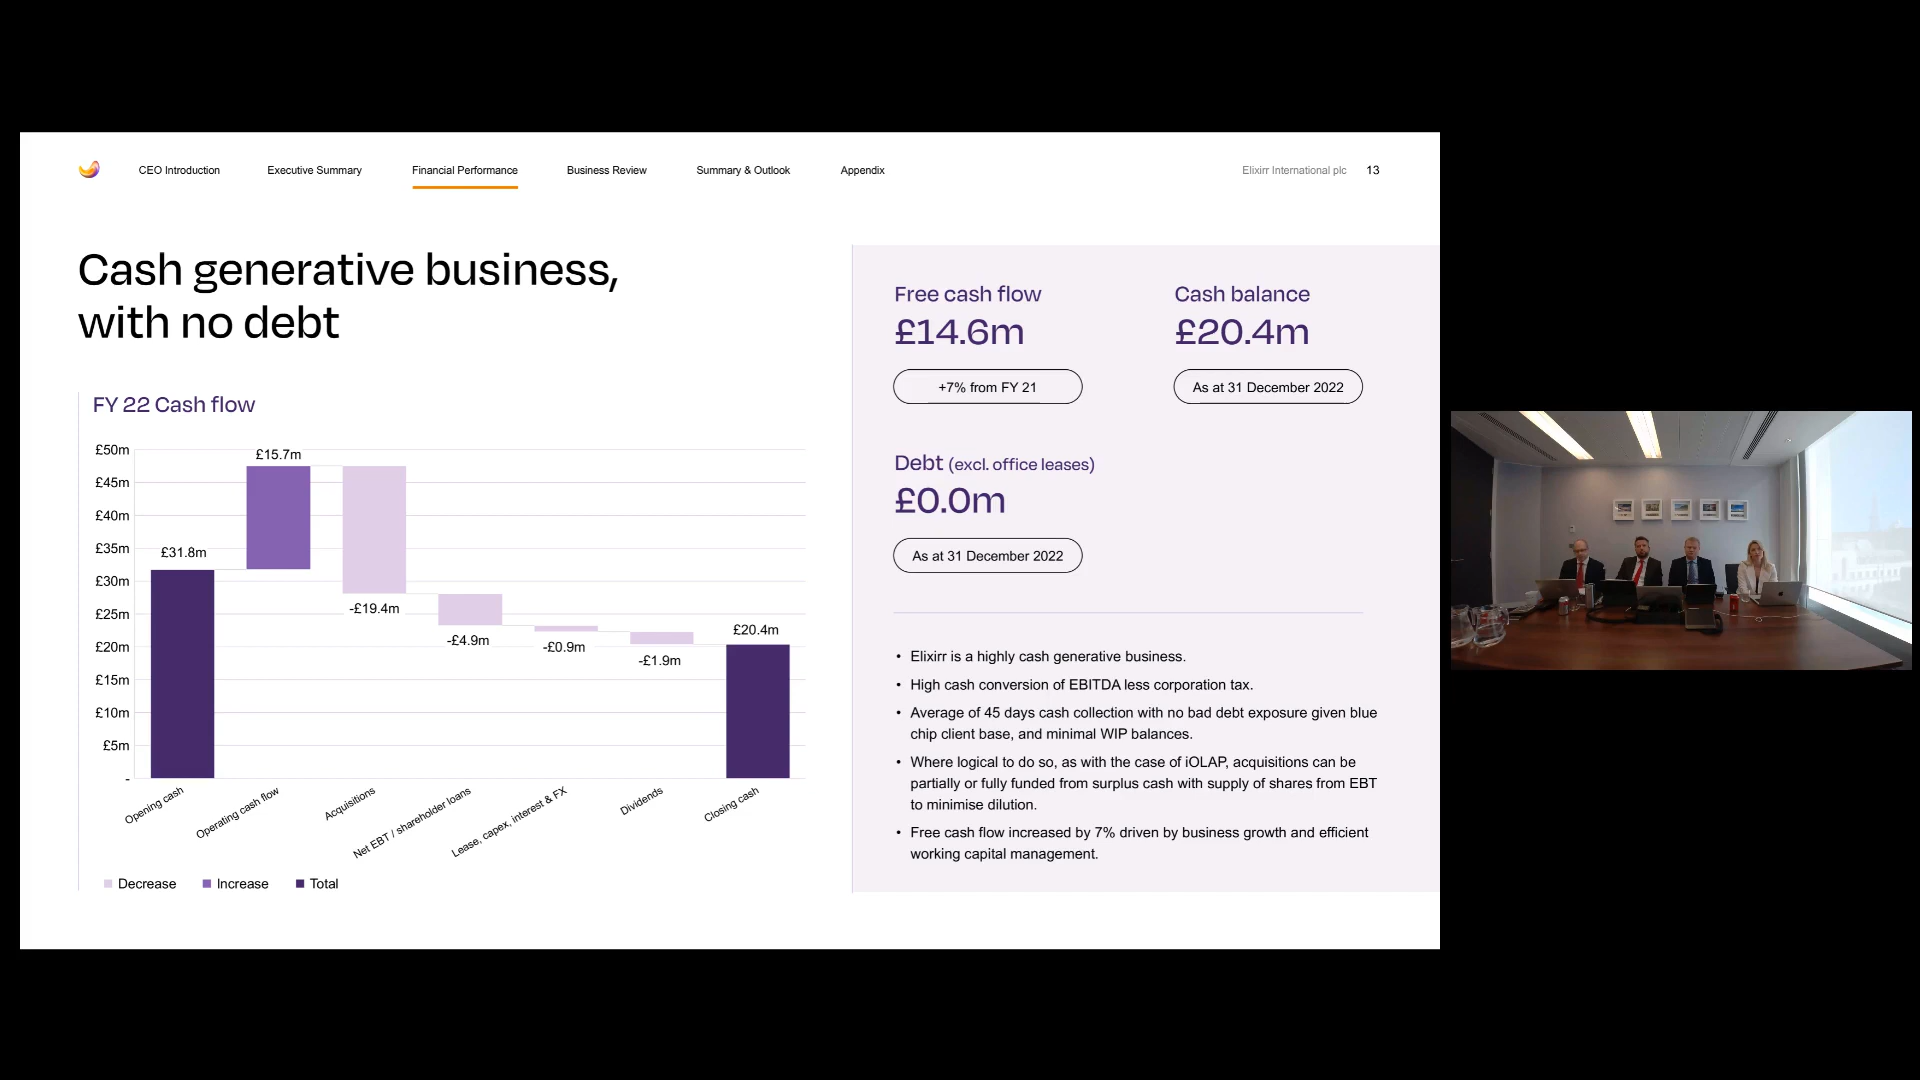 CEO Introduction Executive Summary Financial Performance Business Review Summary & Outlook Appendix Elixirr International plc 13
Cash generative business,
with no debt
FY 22 Cash flow
£50m
£45m
£40m
£35m
£30m
£25m
£20m
£15m
£10m
£5m
-
£31.8m
£15.7m
-£19.4m
-£4.9m
-£0.9m
-£1.9m
£20.4m
Opening cash
Operating cash flow
Acquisitions
Net EBT / shareholder loans
Lease, capex, interest & FX
Dividends
Closing cash
Decrease Increase Total
Free cash flow
£14.6m
+7% from FY 21
Cash balance
£20.4m
As at 31 December 2022
Debt (excl. office leases)
£0.0m
As at 31 December 2022
• Elixirr is a highly cash generative business.
• High cash conversion of EBITDA less corporation tax.
• Average of 45 days cash collection with no bad debt exposure given blue
chip client base, and minimal WIP balances.
• Where logical to do so, as with the case of iOLAP, acquisitions can be
partially or fully funded from surplus cash with supply of shares from EBT
to minimise dilution.
• Free cash flow increased by 7% driven by business growth and efficient
working capital management.